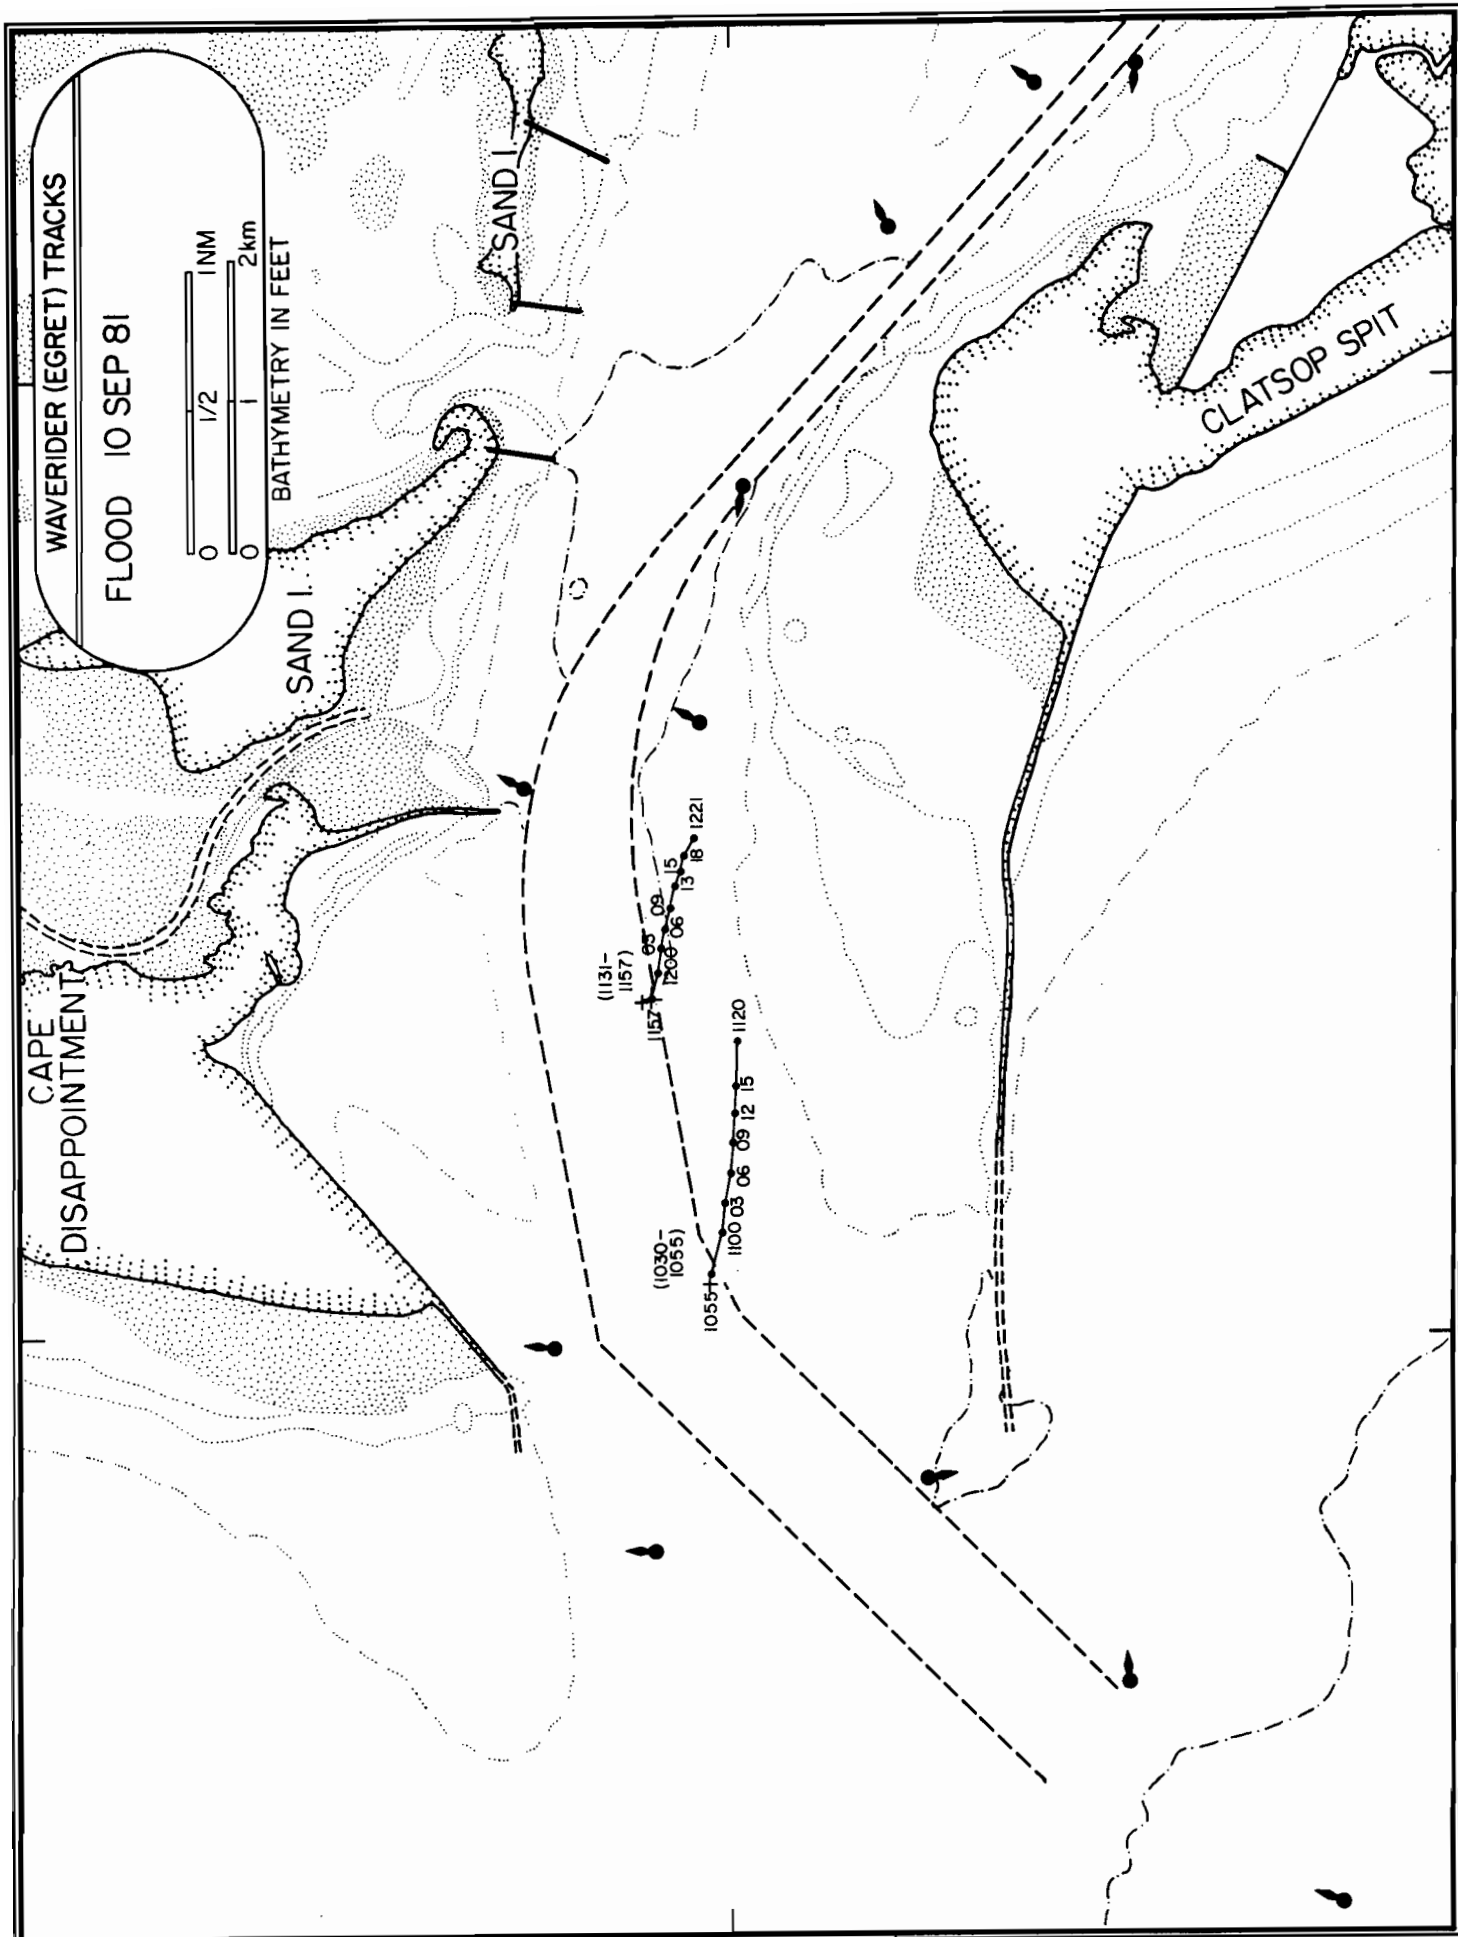 WAVERIDER (EGRET) TRACKS
FLOOD 10 SEP 81
0 1/2 1 NM
0 1 2km
BATHYMETRY IN FEET
CAPE
DISAPPOINTMENT
SAND I.
SAND I.
CLATSOP SPIT
(1030-
1055)
1055
1100
03
06
09
12
15
1120
(1131-
1157)
1157
1200
03
06
09
13
15
18
1221